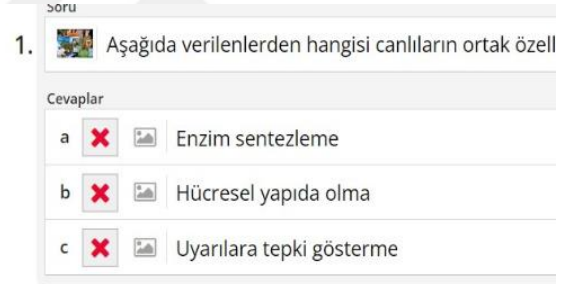 Soru
1. Aşağıda verilenlerden hangisi canlıların ortak özell
Cevaplar
a Enzim sentezleme
b Hücresel yapıda olma
c Uyarılara tepki gösterme